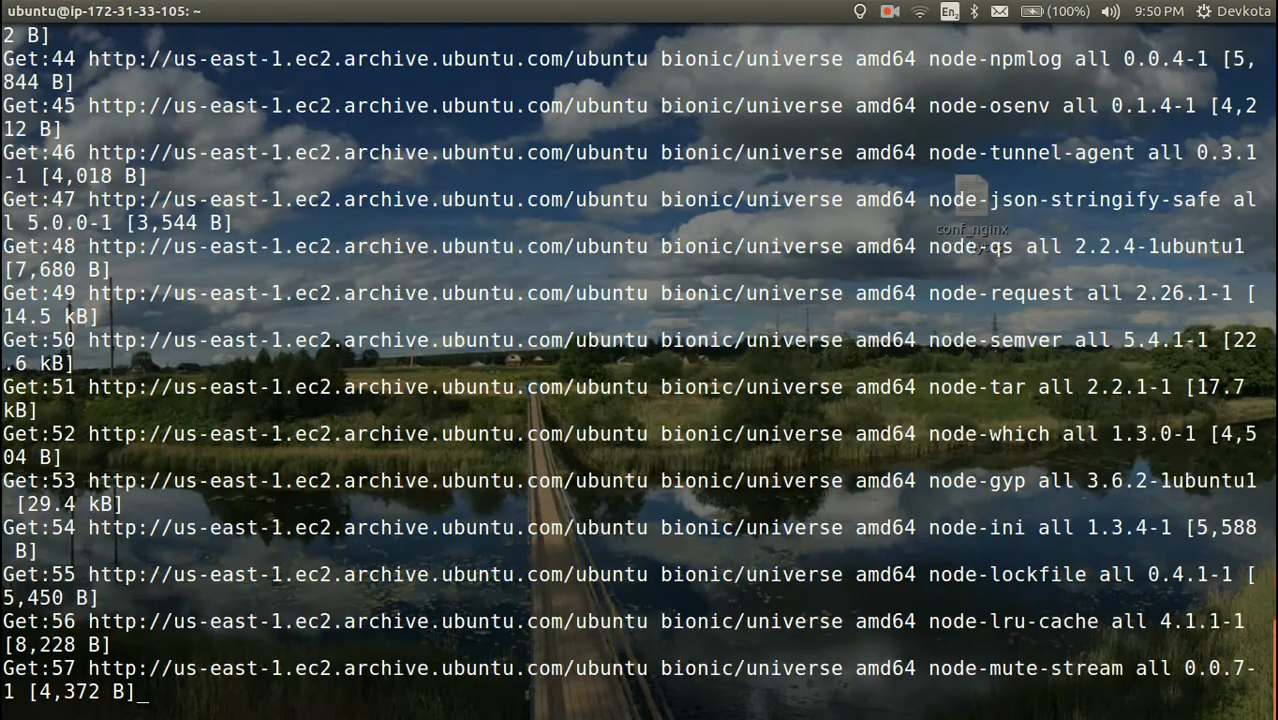 ubuntu@ip-172-31-33-105: ~
En2
(100%)
9:50 PM
Devkota
2 B]
Get:44 http://us-east-1.ec2.archive.ubuntu.com/ubuntu bionic/universe amd64 node-npmlog all 0.0.4-1 [5,
844 B]
Get:45 http://us-east-1.ec2.archive.ubuntu.com/ubuntu bionic/universe amd64 node-osenv all 0.1.4-1 [4,2
12 B]
Get:46 http://us-east-1.ec2.archive.ubuntu.com/ubuntu bionic/universe amd64 node-tunnel-agent all 0.3.1
-1 [4,018 B]
Get:47 http://us-east-1.ec2.archive.ubuntu.com/ubuntu bionic/universe amd64 node-json-stringify-safe al
l 5.0.0-1 [3,544 B]
conf_nginx
Get:48 http://us-east-1.ec2.archive.ubuntu.com/ubuntu bionic/universe amd64 node-qs all 2.2.4-1ubuntu1
[7,680 B]
Get:49 http://us-east-1.ec2.archive.ubuntu.com/ubuntu bionic/universe amd64 node-request all 2.26.1-1 [
14.5 kB]
Get:50 http://us-east-1.ec2.archive.ubuntu.com/ubuntu bionic/universe amd64 node-semver all 5.4.1-1 [22
.6 kB]
Get:51 http://us-east-1.ec2.archive.ubuntu.com/ubuntu bionic/universe amd64 node-tar all 2.2.1-1 [17.7
kB]
Get:52 http://us-east-1.ec2.archive.ubuntu.com/ubuntu bionic/universe amd64 node-which all 1.3.0-1 [4,5
04 B]
Get:53 http://us-east-1.ec2.archive.ubuntu.com/ubuntu bionic/universe amd64 node-gyp all 3.6.2-1ubuntu1
 [29.4 kB]
Get:54 http://us-east-1.ec2.archive.ubuntu.com/ubuntu bionic/universe amd64 node-ini all 1.3.4-1 [5,588
 B]
Get:55 http://us-east-1.ec2.archive.ubuntu.com/ubuntu bionic/universe amd64 node-lockfile all 0.4.1-1 [
5,450 B]
Get:56 http://us-east-1.ec2.archive.ubuntu.com/ubuntu bionic/universe amd64 node-lru-cache all 4.1.1-1
[8,228 B]
Get:57 http://us-east-1.ec2.archive.ubuntu.com/ubuntu bionic/universe amd64 node-mute-stream all 0.0.7-
1 [4,372 B]_